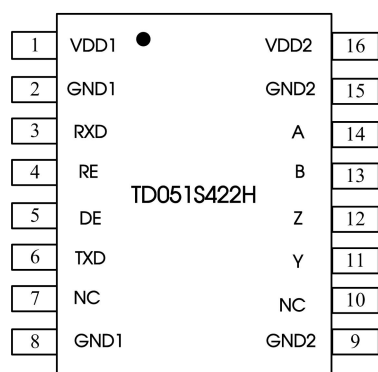 1 VDD1 VDD2 16
2 GND1 GND2 15
3 RXD A 14
4 RE B 13
TD051S422H
5 DE Z 12
6 TXD Y 11
7 NC NC 10
8 GND1 GND2 9